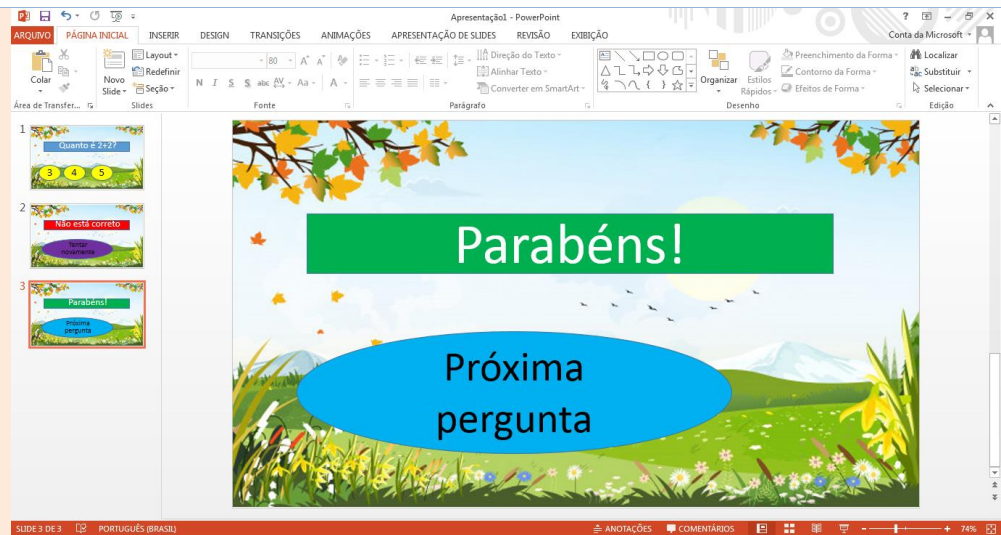 Apresentação1 - PowerPoint
?
ARQUIVO PÁGINA INICIAL INSERIR DESIGN TRANSIÇÕES ANIMAÇÕES APRESENTAÇÃO DE SLIDES REVISÃO EXIBIÇÃO Conta da Microsoft
Colar
Novo Slide
Layout
Redefinir
Seção
80 A A
N I S S abc AV Aa A
Direção do Texto
Alinhar Texto
Converter em SmartArt
Organizar
Estilos Rápidos
Preenchimento da Forma
Contorno da Forma
Efeitos de Forma
Localizar
Substituir
Selecionar
Área de Transfer... Slides Fonte Parágrafo Desenho Edição
1
Quanto é 2+2?
3 4 5
2
Não está correto
Tentar
novamente
3
Parabéns!
Próxima
pergunta
Parabéns!
Próxima
pergunta
SLIDE 3 DE 3 PORTUGUÊS (BRASIL) ANOTAÇÕES COMENTÁRIOS 74%